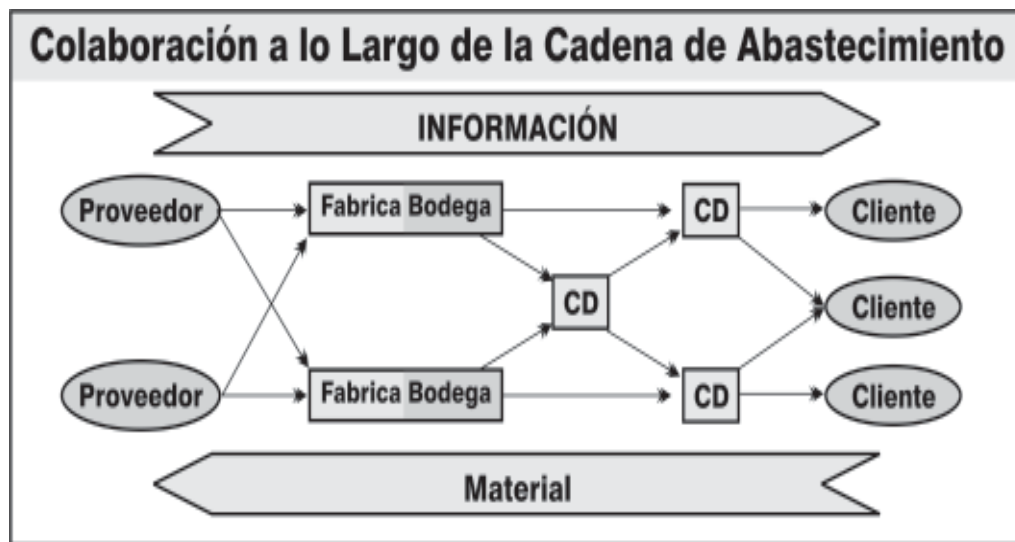 Colaboración a lo Largo de la Cadena de Abastecimiento
INFORMACIÓN
Proveedor
Fabrica Bodega
CD
Cliente
CD
Cliente
Proveedor
Fabrica Bodega
CD
Cliente
Material